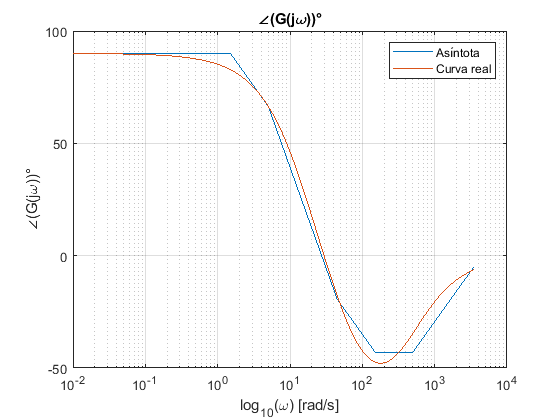 ∠(G(jω))°
Asíntota
Curva real
100
50
0
-50
∠(G(jω))°
10^-2
10^-1
10^0
10^1
10^2
10^3
10^4
log_10(ω) [rad/s]